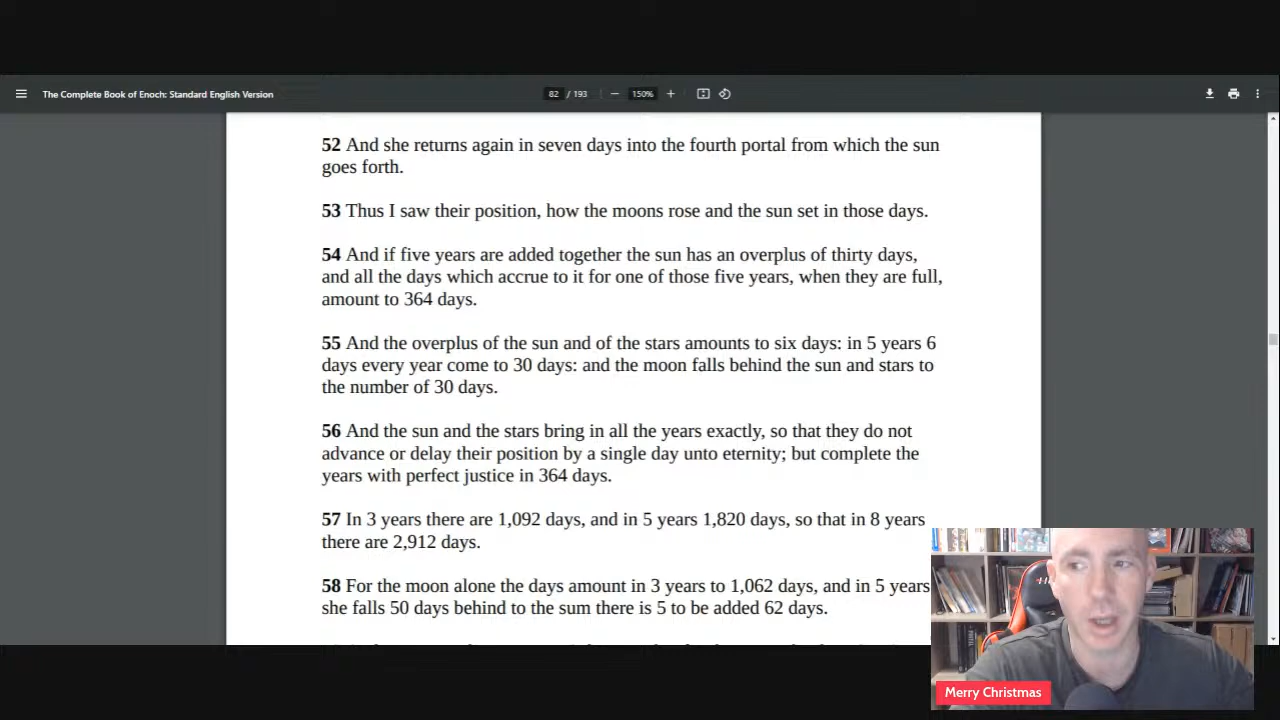 The Complete Book of Enoch: Standard English Version
82 / 193
150%
52 And she returns again in seven days into the fourth portal from which the sun
goes forth.
53 Thus I saw their position, how the moons rose and the sun set in those days.
54 And if five years are added together the sun has an overplus of thirty days,
and all the days which accrue to it for one of those five years, when they are full,
amount to 364 days.
55 And the overplus of the sun and of the stars amounts to six days: in 5 years 6
days every year come to 30 days: and the moon falls behind the sun and stars to
the number of 30 days.
56 And the sun and the stars bring in all the years exactly, so that they do not
advance or delay their position by a single day unto eternity; but complete the
years with perfect justice in 364 days.
57 In 3 years there are 1,092 days, and in 5 years 1,820 days, so that in 8 years
there are 2,912 days.
58 For the moon alone the days amount in 3 years to 1,062 days, and in 5 years
she falls 50 days behind to the sum there is 5 to be added 62 days.
Merry Christmas